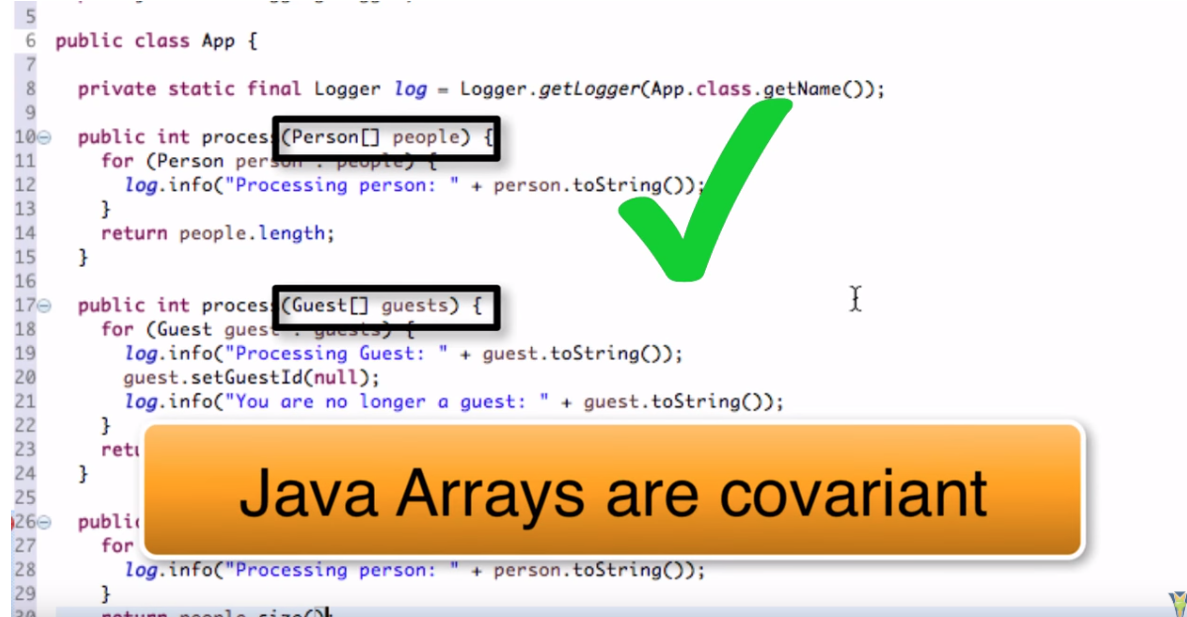 5
6 public class App {
7
8 private static final Logger log = Logger.getLogger(App.class.getName());
9
10 public int process(Person[] people) {
11 for (Person person : people) {
12 log.info("Processing person: " + person.toString());
13 }
14 return people.length;
15 }
16
17 public int process(Guest[] guests) {
18 for (Guest guest : guests) {
19 log.info("Processing Guest: " + guest.toString());
20 guest.setGuestId(null);
21 log.info("You are no longer a guest: " + guest.toString());
22 }
23 retu
24 }
25
26 public
27 for
28 log.info("Processing person: " + person.toString());
29 }
30 return people.size();
Java Arrays are covariant